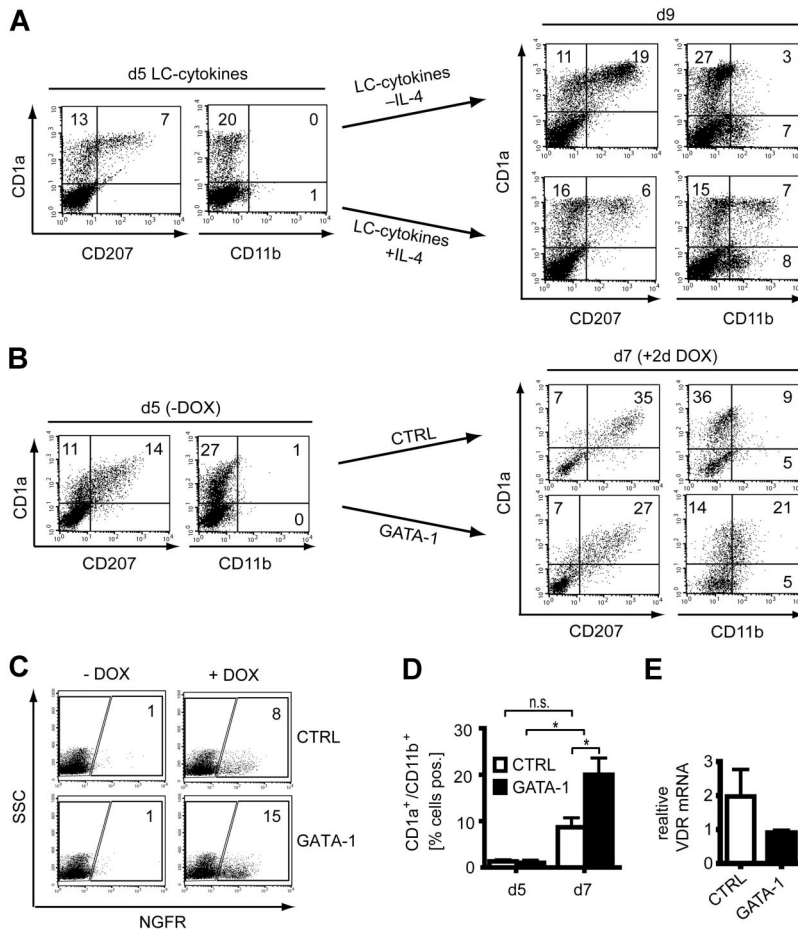 A
d9
d5 LC-cytokines
LC-cytokines
–IL-4
LC-cytokines
+IL-4
13 7
20 0
1
11 19
27 3
7
16 6
15 7
8
CD1a
CD207
CD11b
CD1a
CD207
CD11b
10⁰ 10¹ 10² 10³ 10⁴
B
d7 (+2d DOX)
d5 (-DOX)
CTRL
GATA-1
11 14
27 1
0
7 35
36 9
5
7 27
14 21
5
CD1a
CD207
CD11b
CD1a
CD207
CD11b
C
- DOX
+ DOX
1
8
CTRL
1
15
GATA-1
SSC
NGFR
D
n.s.
*
*
CTRL
GATA-1
CD1a⁺/CD11b⁺
[% cells pos.]
30
20
10
0
d5
d7
E
realtive
VDR mRNA
3
2
1
0
CTRL
GATA-1